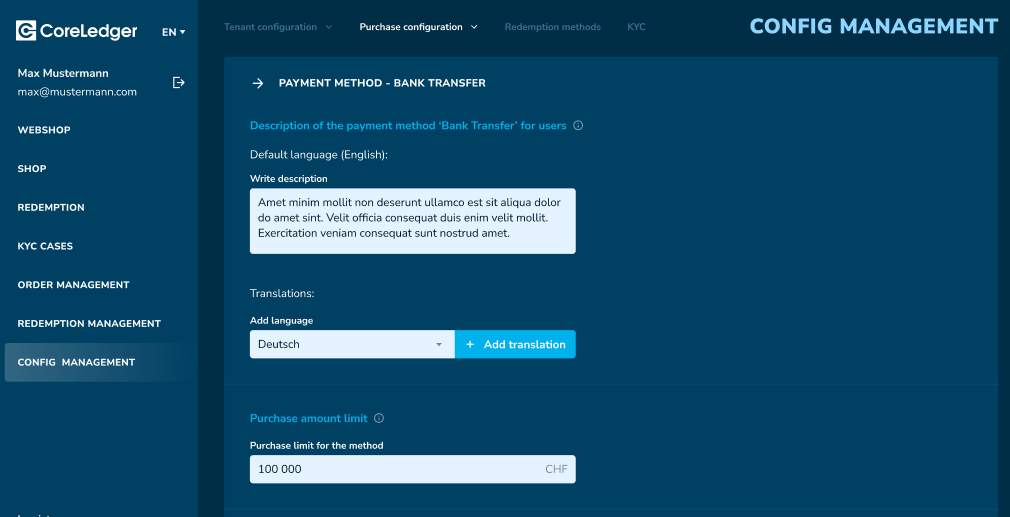 CoreLedger
EN
Max Mustermann
max@mustermann.com
WEBSHOP
SHOP
REDEMPTION
KYC CASES
ORDER MANAGEMENT
REDEMPTION MANAGEMENT
CONFIG MANAGEMENT
Tenant configuration
Purchase configuration
Redemption methods
KYC
CONFIG MANAGEMENT
PAYMENT METHOD - BANK TRANSFER
Description of the payment method ‘Bank Transfer’ for users
Default language (English):
Write description
Amet minim mollit non deserunt ullamco est sit aliqua dolor
do amet sint. Velit officia consequat duis enim velit mollit.
Exercitation veniam consequat sunt nostrud amet.
Translations:
Add language
Deutsch
+ Add translation
Purchase amount limit
Purchase limit for the method
100 000 CHF